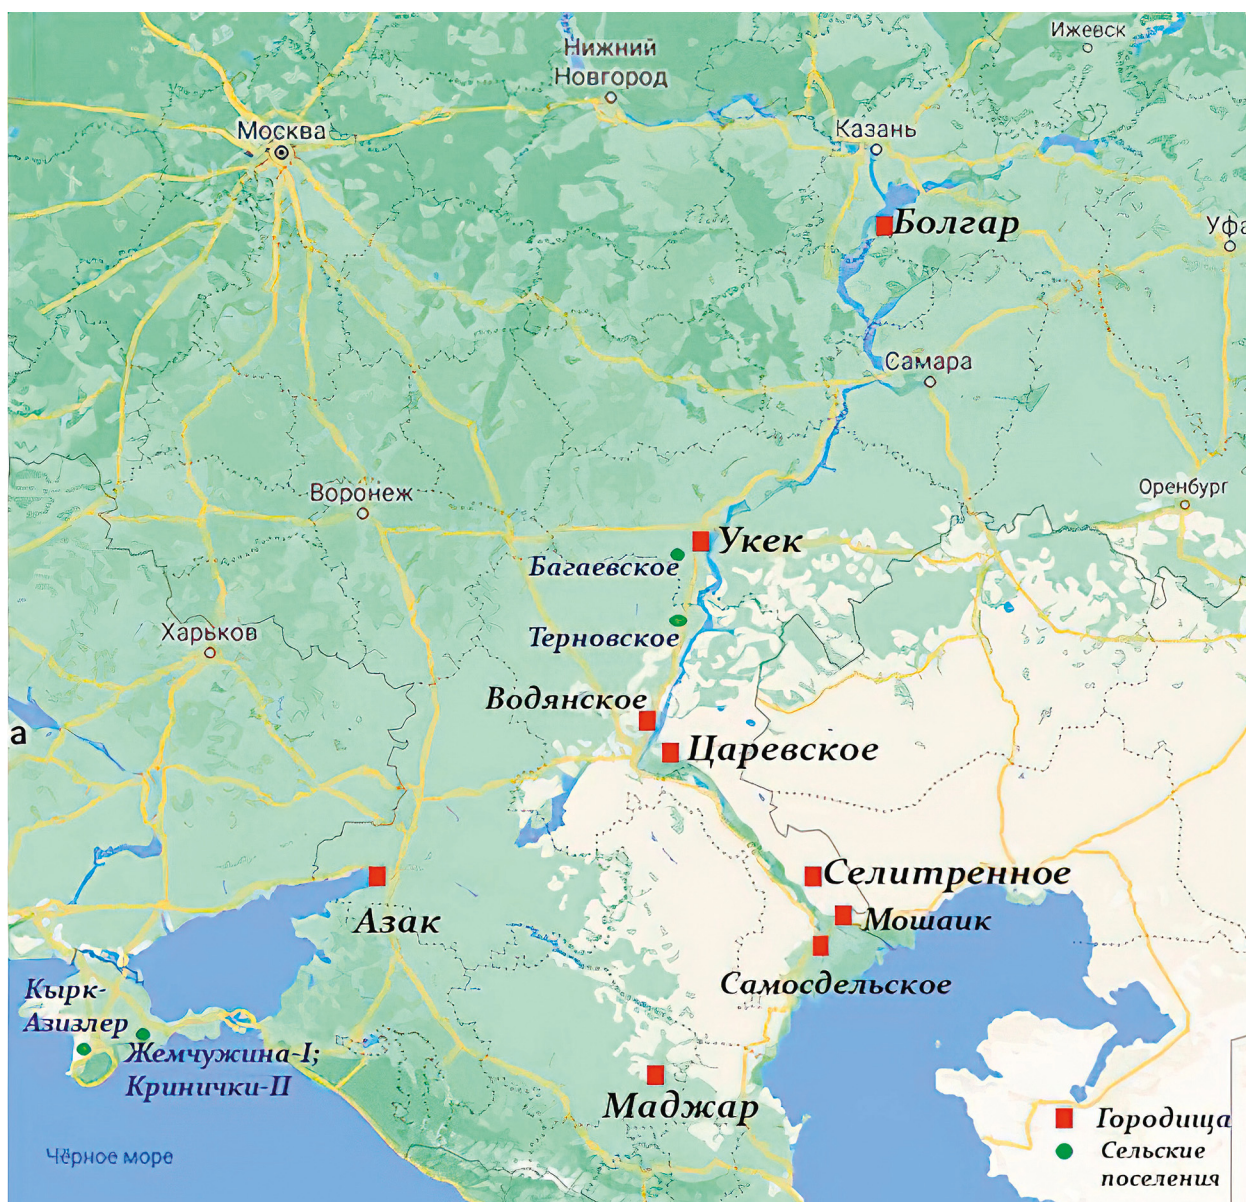 Ижевск
Нижний
Новгород
Москва
Казань
Болгар
Уфа
Самара
Воронеж
Оренбург
Укек
Багаевское
Харьков
Терновское
Водянское
а
Царевское
Селитренное
Азак
Мошаик
Самосдельское
Кырк-
Азизлер
Жемчужина-I;
Кринички-II
Маджар
Городища
Чёрное море
Сельские
поселения